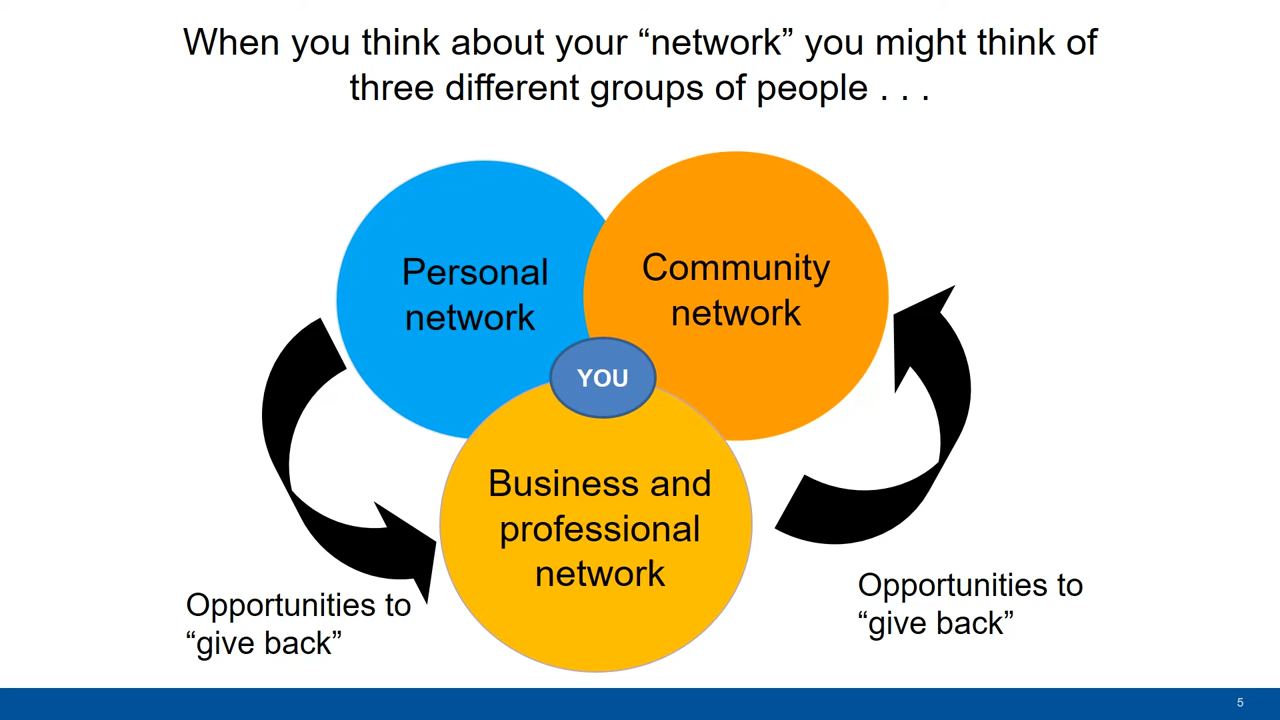 When you think about your “network” you might think of
three different groups of people . . .
Personal
network
Community
network
YOU
Business and
professional
network
Opportunities to
“give back”
Opportunities to
“give back”
5